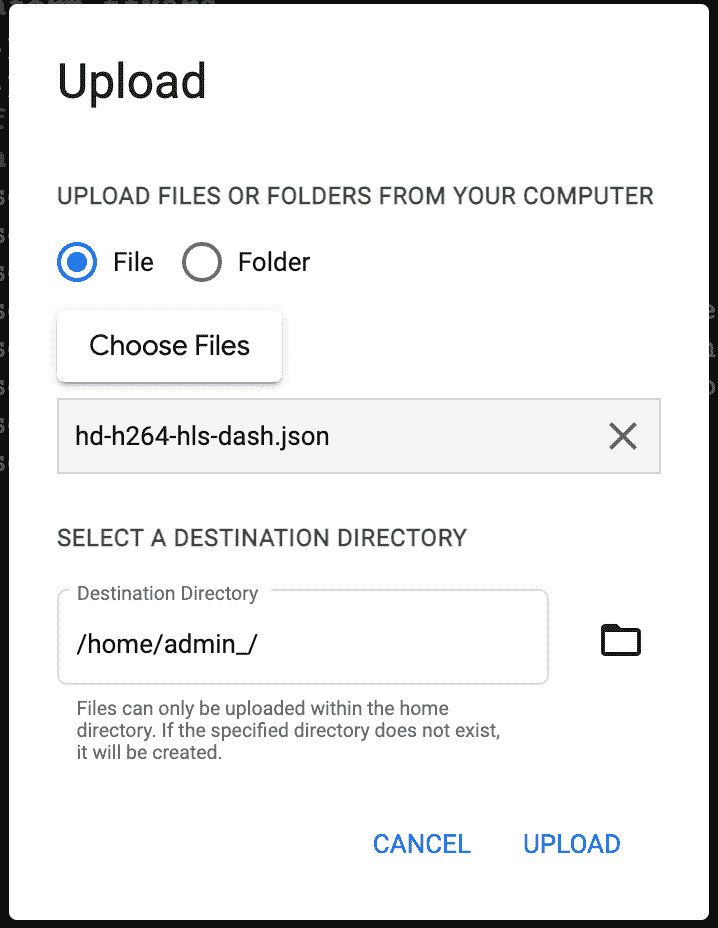 Upload
UPLOAD FILES OR FOLDERS FROM YOUR COMPUTER
File Folder
Choose Files
hd-h264-hls-dash.json
SELECT A DESTINATION DIRECTORY
Destination Directory
/home/admin_/
Files can only be uploaded within the home
directory. If the specified directory does not exist,
it will be created.
CANCEL UPLOAD